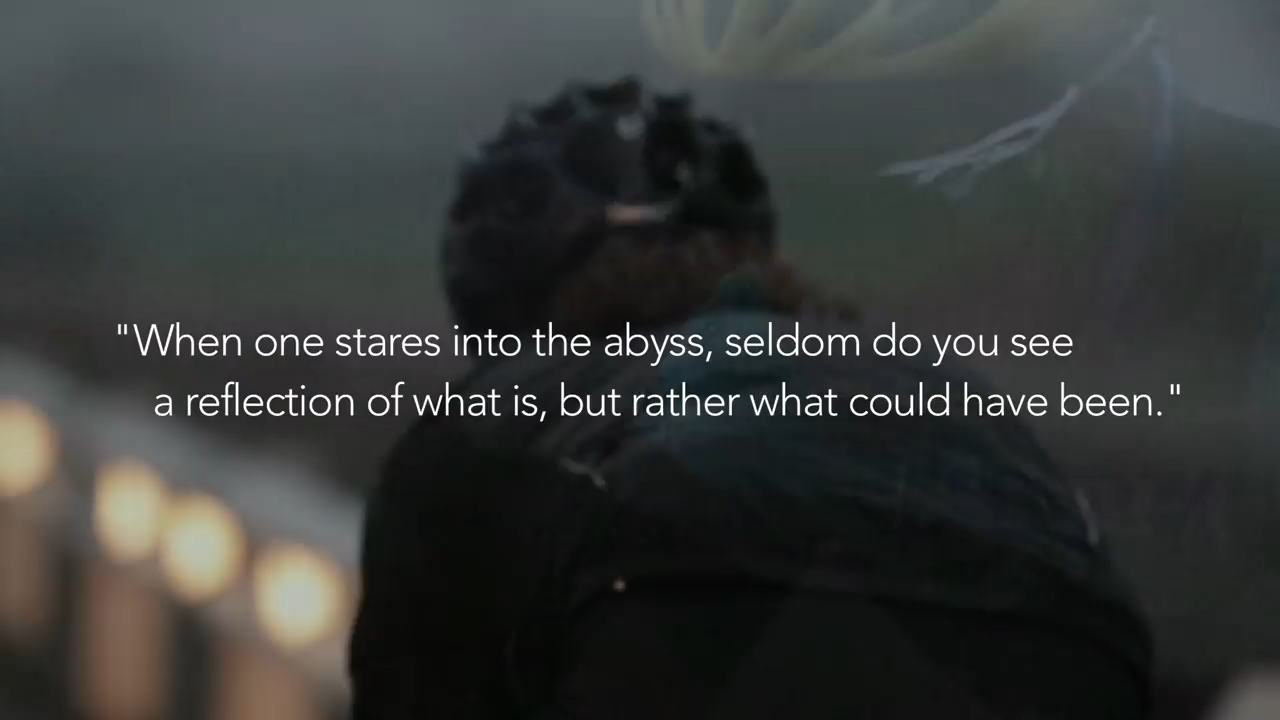 "When one stares into the abyss, seldom do you see
a reflection of what is, but rather what could have been."